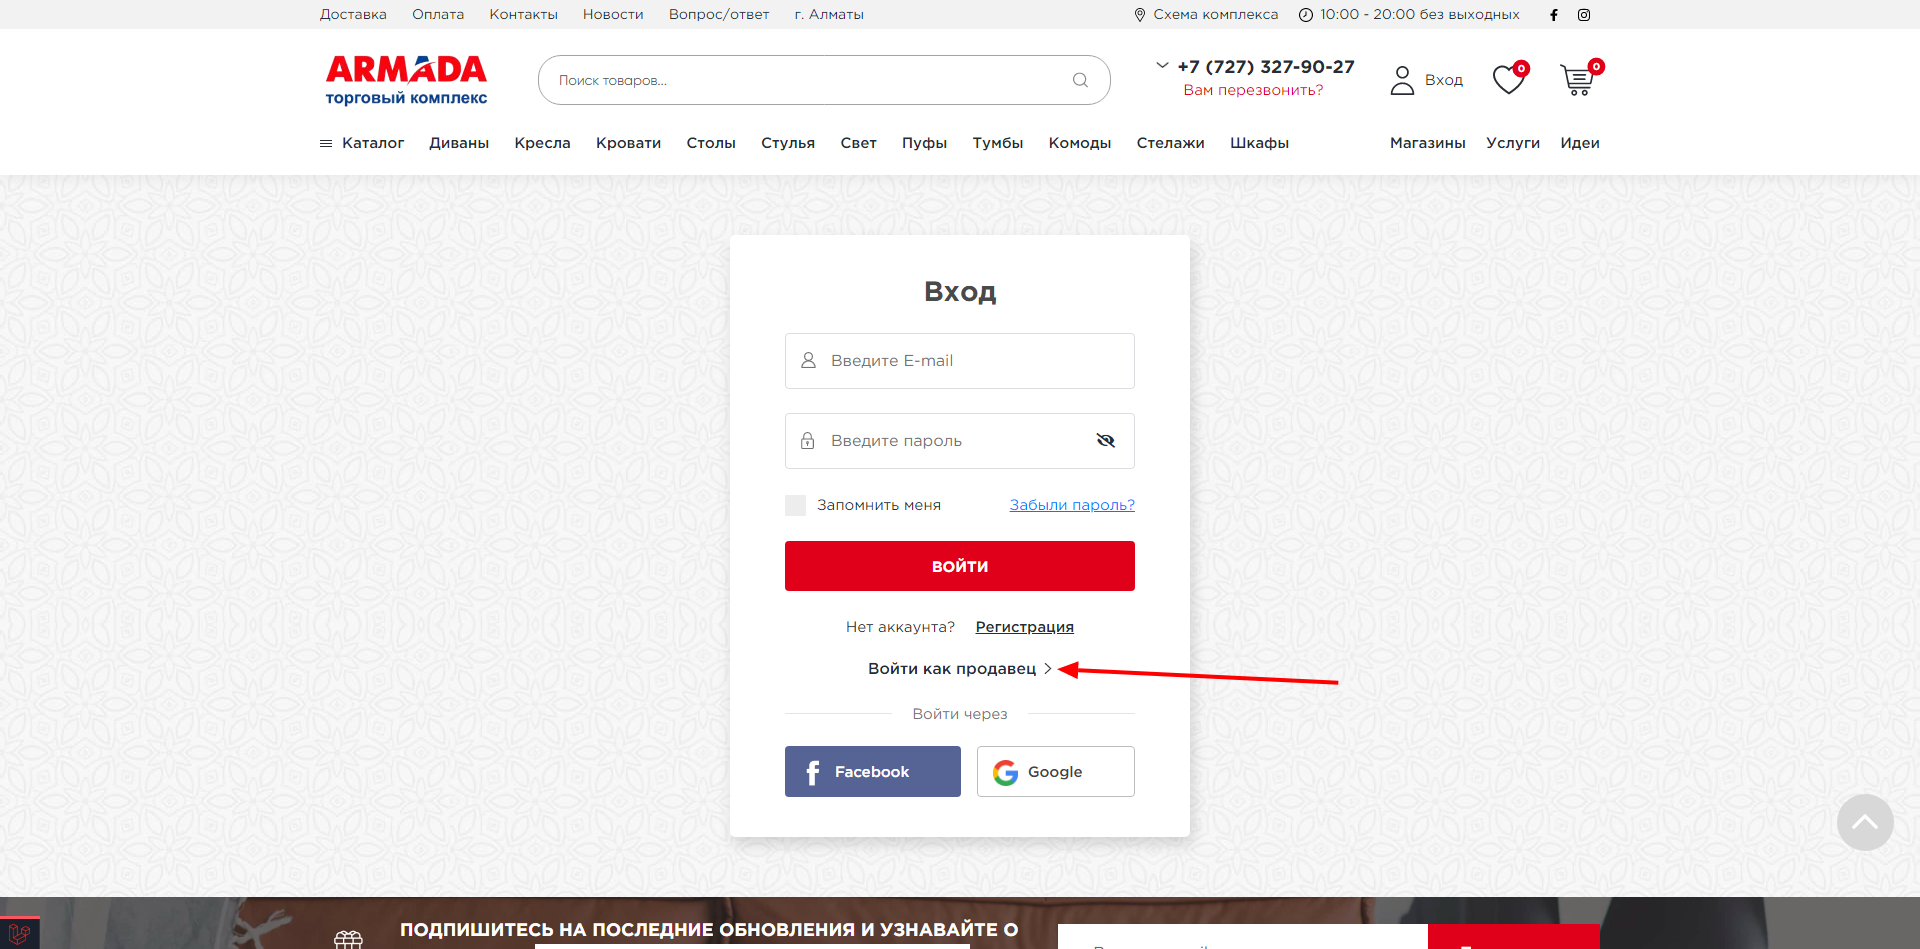 Доставка Оплата Контакты Новости Вопрос/ответ г. Алматы Схема комплекса 10:00 - 20:00 без выходных
ARMADA
торговый комплекс
Поиск товаров...
+7 (727) 327-90-27
Вам перезвонить?
Вход
0
0
Каталог Диваны Кресла Кровати Столы Стулья Свет Пуфы Тумбы Комоды Стелажи Шкафы Магазины Услуги Идеи
Вход
Введите E-mail
Введите пароль
Запомнить меня Забыли пароль?
ВОЙТИ
Нет аккаунта? Регистрация
Войти как продавец
Войти через
Facebook Google
ПОДПИШИТЕСЬ НА ПОСЛЕДНИЕ ОБНОВЛЕНИЯ И УЗНАВАЙТЕ О